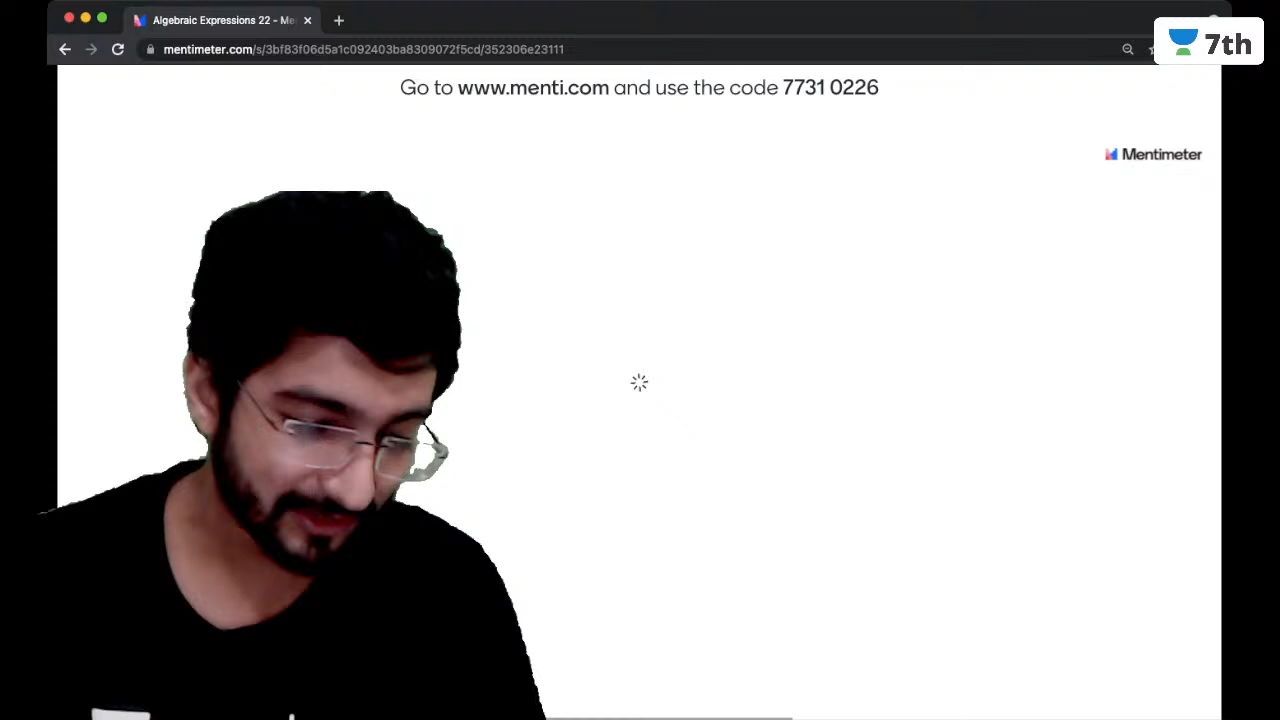 Algebraic Expressions 22 - Me
mentimeter.com/s/3bf83f06d5a1c092403ba8309072f5cd/352306e23111
7th
Go to www.menti.com and use the code 7731 0226
Mentimeter